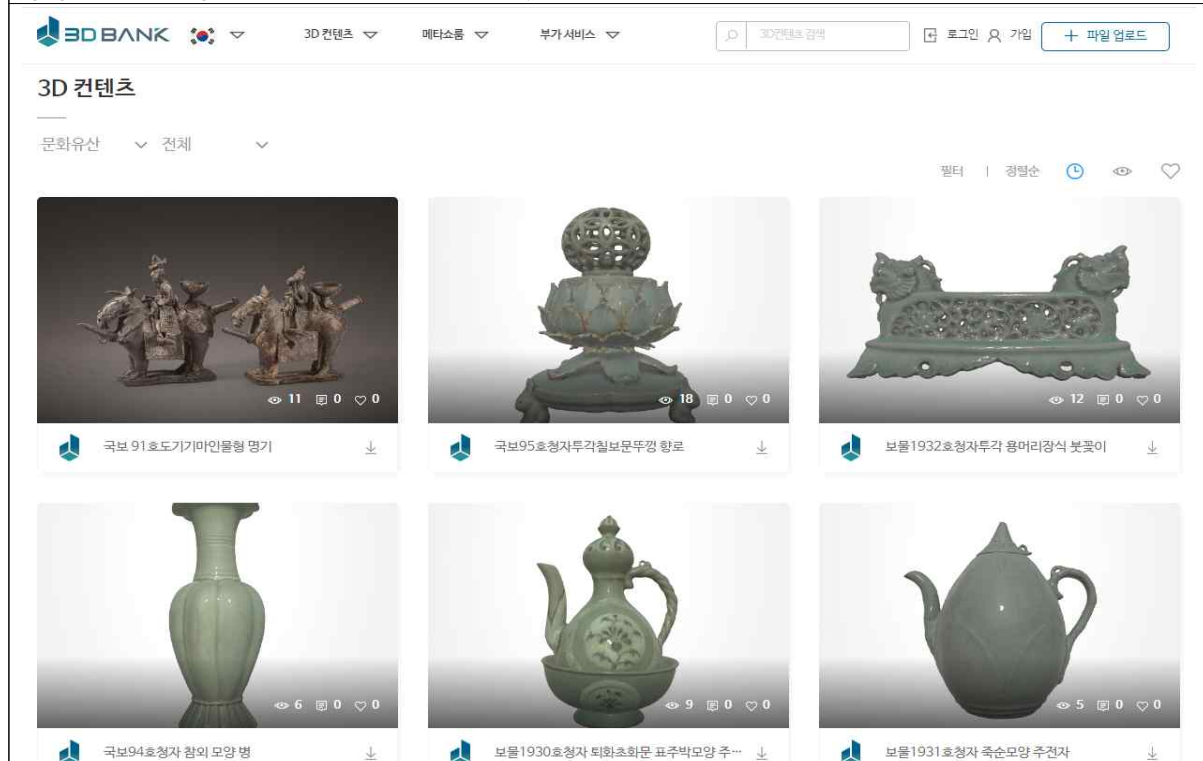 3D BANK 3D 컨텐츠 메타쇼룸 부가 서비스 3D컨텐츠 검색 로그인 가입 + 파일 업로드
3D 컨텐츠
문화유산 전체
필터 | 정렬순
11 0 0
18 0 0
12 0 0
국보 91호도기기마인물형 명기
국보95호청자투각칠보문뚜껑 향로
보물1932호청자투각 용머리장식 붓꽂이
6 0 0
9 0 0
5 0 0
국보94호청자 참외 모양 병
보물1930호청자 퇴화초화문 표주박모양 주…
보물1931호청자 죽순모양 주전자